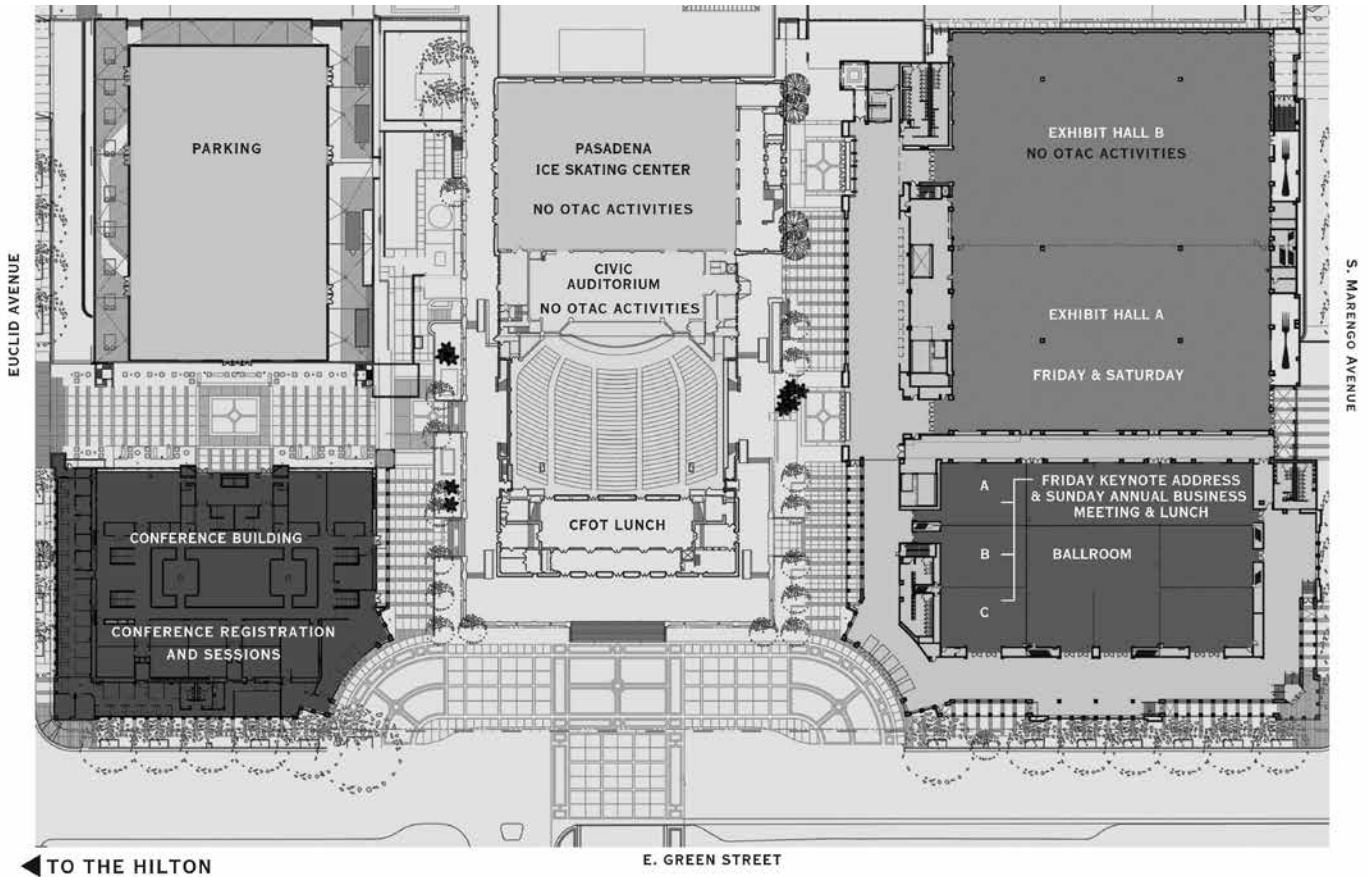 PARKING
PASADENA
ICE SKATING CENTER
NO OTAC ACTIVITIES
EXHIBIT HALL B
NO OTAC ACTIVITIES
EUCLID AVENUE
CIVIC
AUDITORIUM
NO OTAC ACTIVITIES
EXHIBIT HALL A
FRIDAY & SATURDAY
S. MARENGO AVENUE
CONFERENCE BUILDING
CONFERENCE REGISTRATION
AND SESSIONS
CFOT LUNCH
A
FRIDAY KEYNOTE ADDRESS
& SUNDAY ANNUAL BUSINESS
MEETING & LUNCH
B
BALLROOM
C
TO THE HILTON
E. GREEN STREET